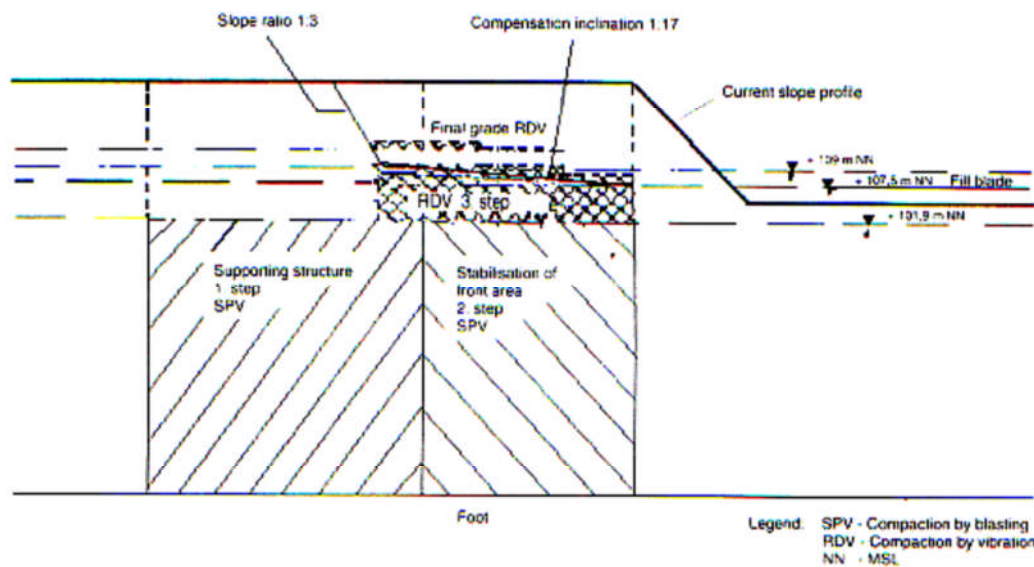 Slope ratio 1:3
Compensation inclination 1:17
Current slope profile
Final grade RDV
+ 109 m NN
+ 107,5 m NN
Fill blade
RDV 3. step
+ 101,9 m NN
Supporting structure
1. step
SPV
Stabilisation of
front area
2. step
SPV
Foot
Legend: SPV - Compaction by blasting
RDV - Compaction by vibration
NN - MSL